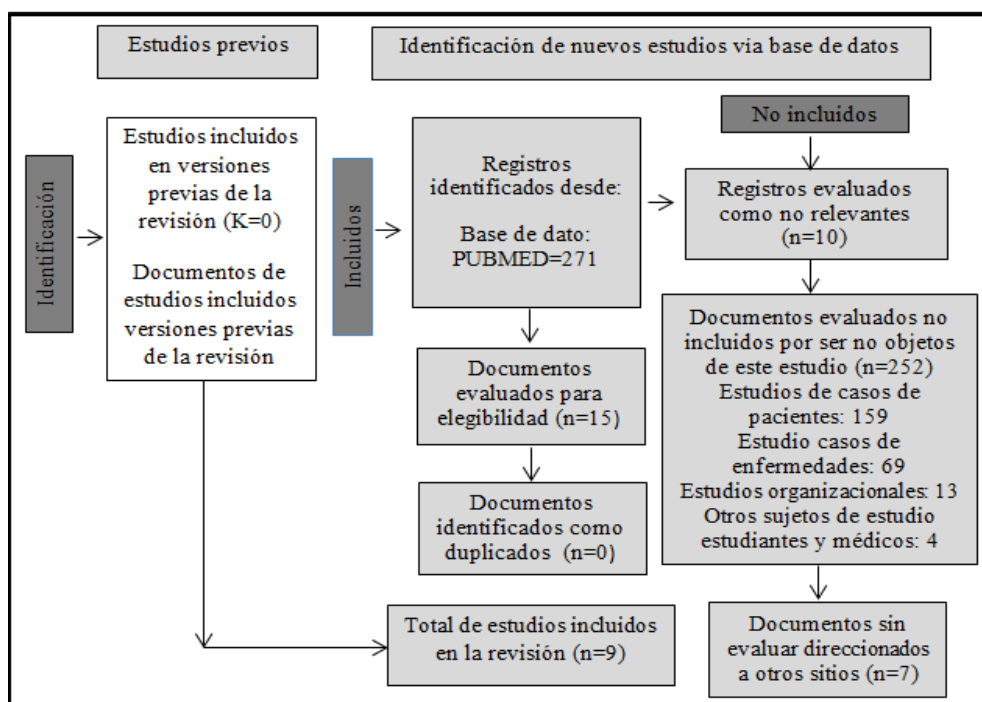 Estudios previos
Identificación de nuevos estudios vía base de datos
Identificación
Estudios incluidos
en versiones
previas de la
revisión (K=0)
Documentos de
estudios incluidos
versiones previas
de la revisión
Incluidos
Registros
identificados desde:
Base de dato:
PUBMED=271
Documentos
evaluados para
elegibilidad (n=15)
Documentos
identificados como
duplicados (n=0)
Total de estudios incluidos
en la revisión (n=9)
No incluidos
Registros evaluados
como no relevantes
(n=10)
Documentos evaluados no
incluidos por ser no objetos
de este estudio (n=252)
Estudios de casos de
pacientes: 159
Estudio casos de
enfermedades: 69
Estudios organizacionales: 13
Otros sujetos de estudio
estudiantes y médicos: 4
Documentos sin
evaluar direccionados
a otros sitios (n=7)